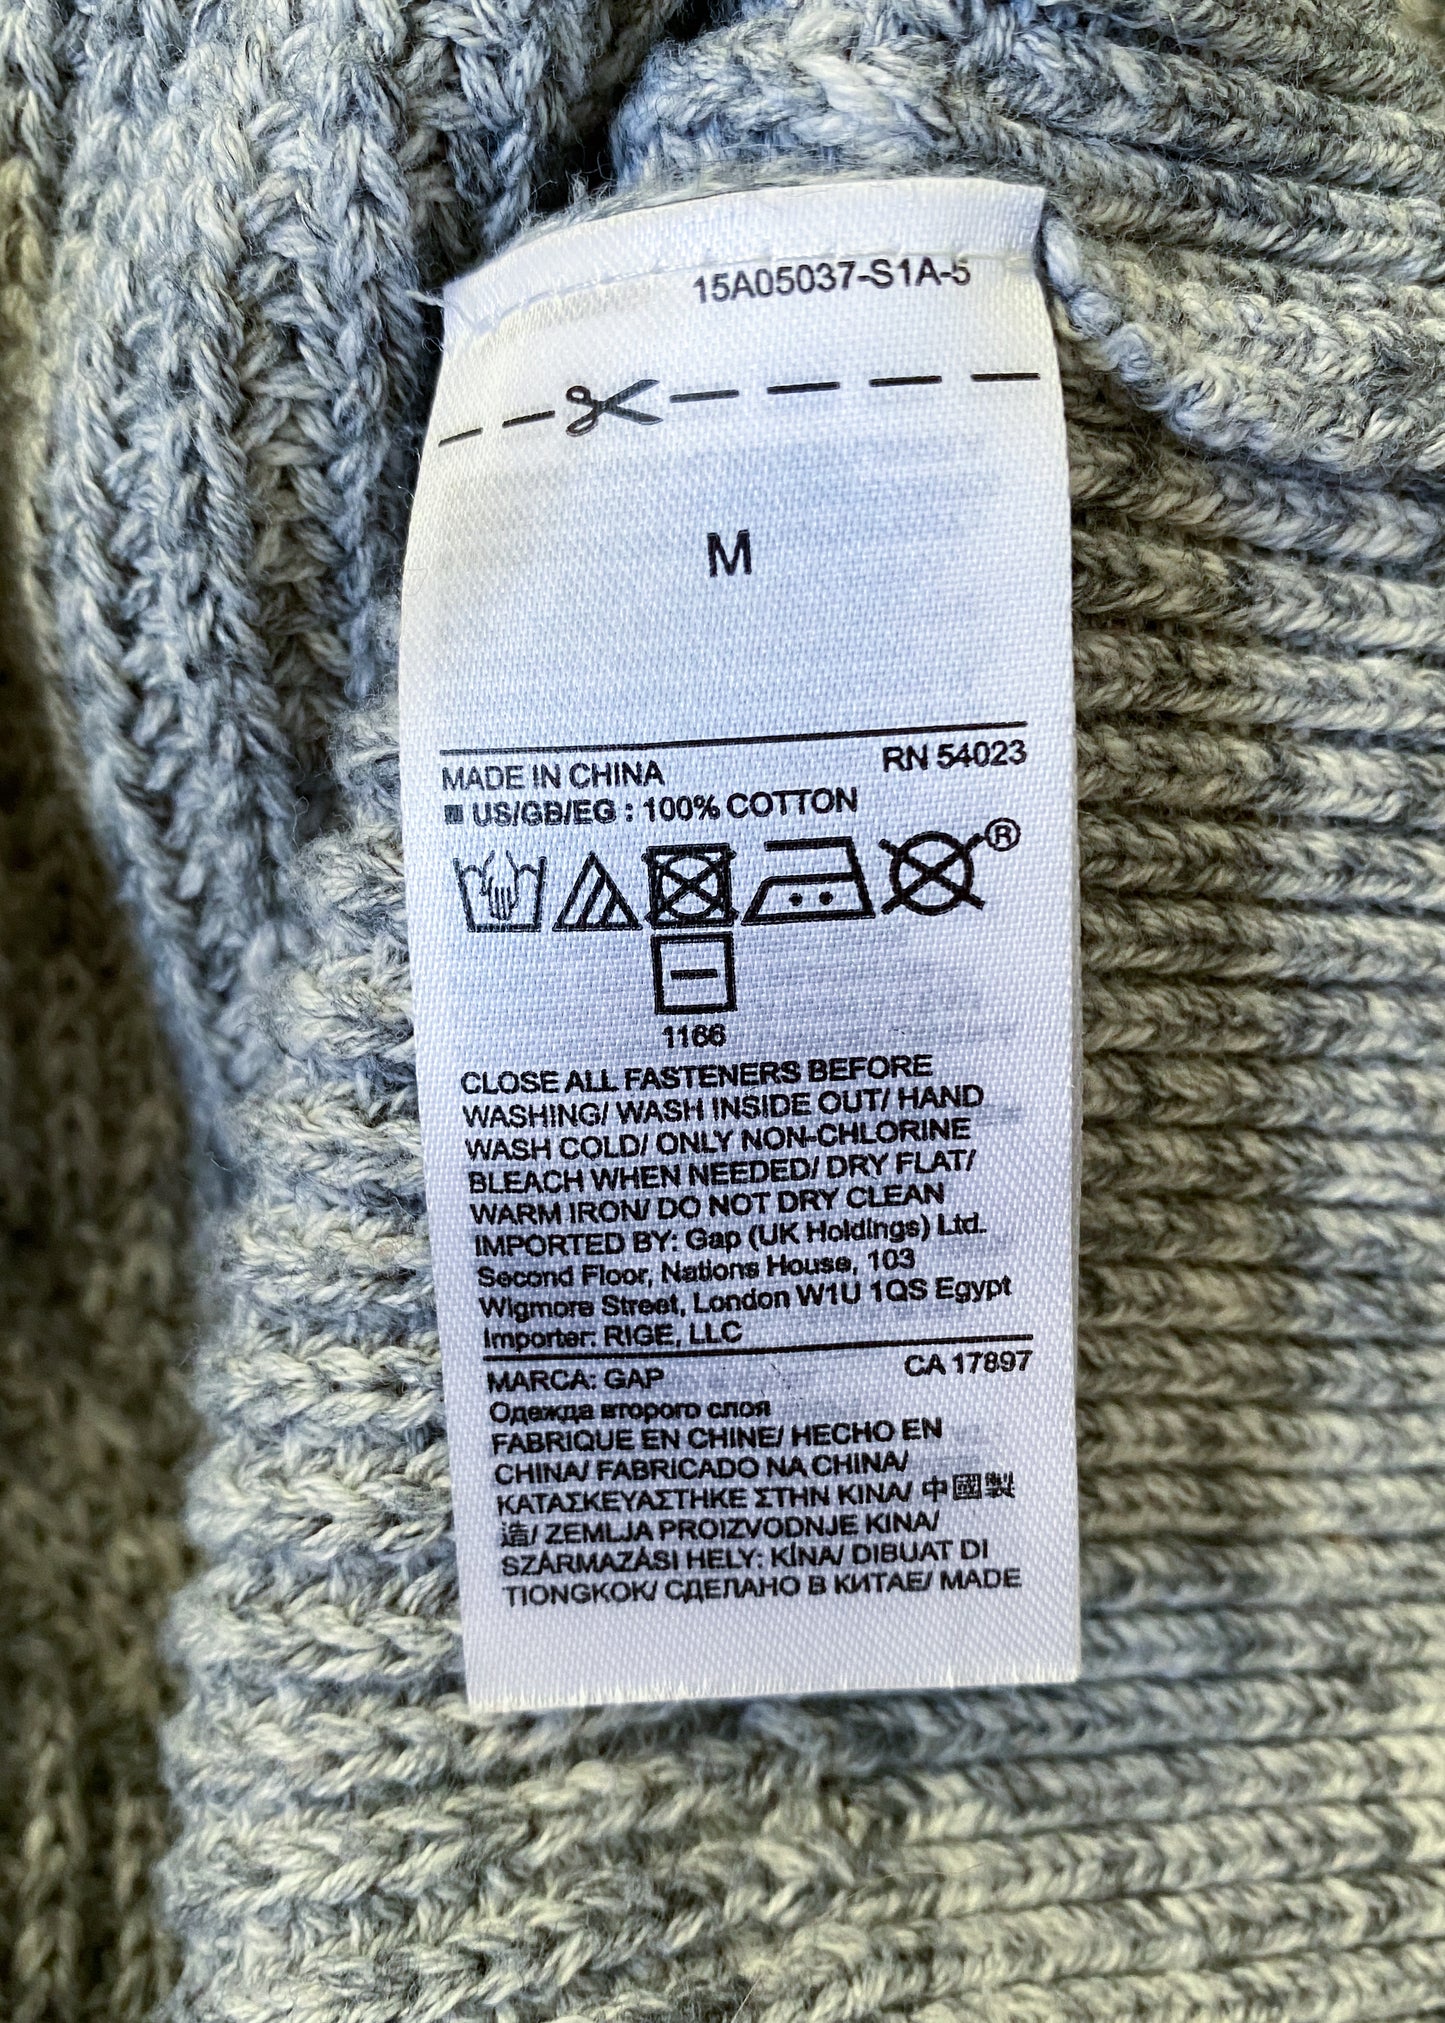 15A05037-S1A-5
M
RN 54023
MADE IN CHINA
US/GB/EG : 100% COTTON
®
1166
CLOSE ALL FASTENERS BEFORE
WASHING/ WASH INSIDE OUT/ HAND
WASH COLD/ ONLY NON-CHLORINE
BLEACH WHEN NEEDED/ DRY FLAT/
WARM IRON/ DO NOT DRY CLEAN
IMPORTED BY: Gap (UK Holdings) Ltd.
Second Floor, Nations House, 103
Wigmore Street, London W1U 1QS Egypt
Importer: RIGE, LLC
MARCA: GAP
CA 17897
Одежда второго слоя
FABRIQUE EN CHINE/ HECHO EN
CHINA/ FABRICADO NA CHINA/
ΚΑΤΑΣΚΕΥΑΣΤΗΚΕ ΣΤΗΝ ΚΙΝΑ/ 中國製
造/ ZEMLJA PROIZVODNJE KINA/
SZÁRMAZÁSI HELY: KÍNA/ DIBUAT DI
TIONGKOK/ СДЕЛАНО В КИТАЕ/ MADE